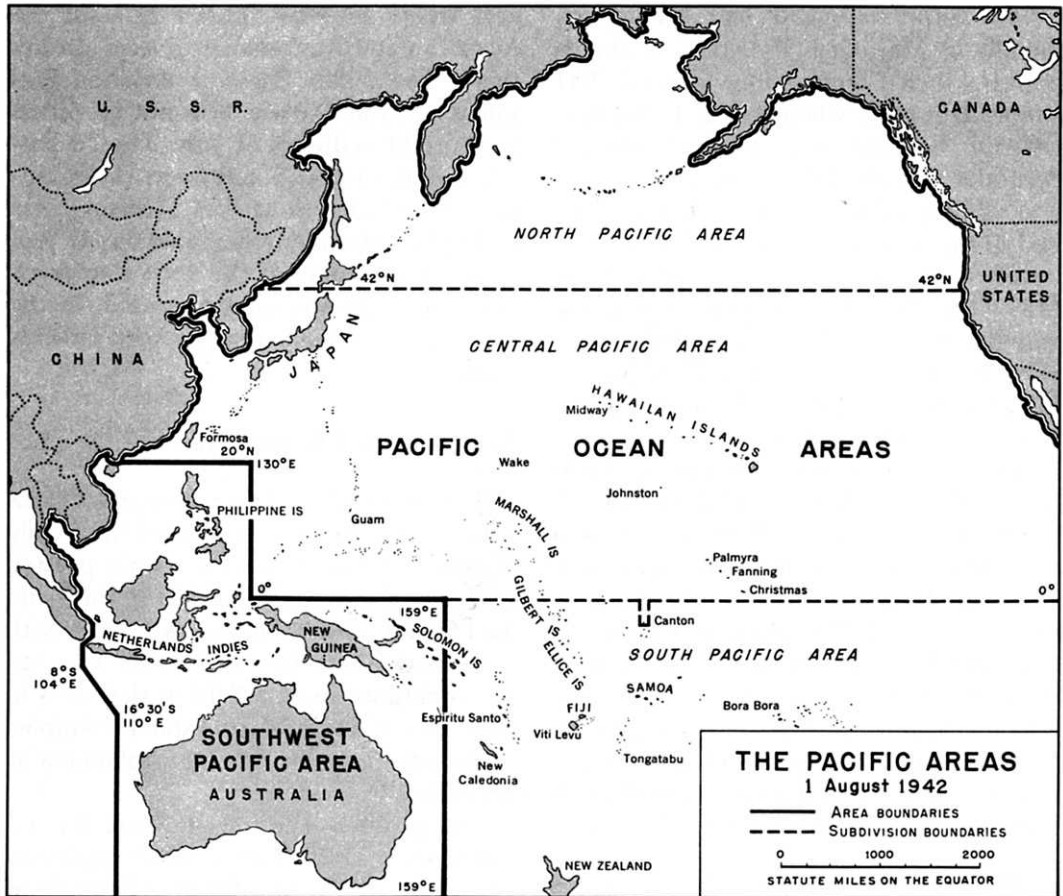 U. S. S. R.
CANADA
NORTH PACIFIC AREA
42°N
42°N
UNITED
STATES
CHINA
JAPAN
CENTRAL PACIFIC AREA
HAWAIIAN ISLANDS
Midway
Formosa
20°N
130°E
PACIFIC OCEAN AREAS
Wake
Johnston
PHILIPPINE IS
Guam
MARSHALL IS
Palmyra
Fanning
Christmas
0°
159°E
0°
GILBERT IS
Canton
NETHERLANDS INDIES
NEW
GUINEA
SOLOMON IS
ELLICE IS
SOUTH PACIFIC AREA
8°S
104°E
SAMOA
16°30'S
110°E
Espiritu Santo
FIJI
Bora Bora
Viti Levu
SOUTHWEST
PACIFIC AREA
AUSTRALIA
New
Caledonia
Tongatabu
THE PACIFIC AREAS
1 August 1942
AREA BOUNDARIES
SUBDIVISION BOUNDARIES
0 1000 2000
STATUTE MILES ON THE EQUATOR
NEW ZEALAND
159°E